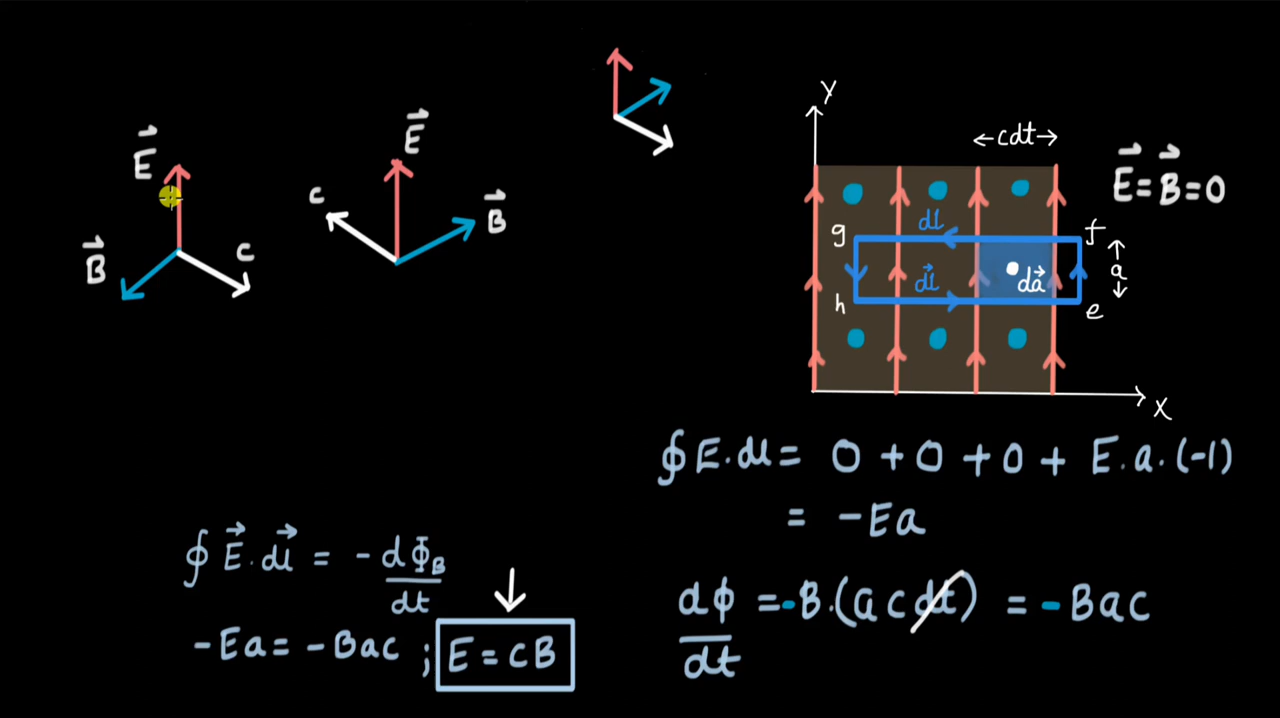 E⃗
B⃗
c
E⃗
c
B⃗
Y
←cdt→
E⃗=B⃗=0
dl
g
f
a
dl⃗
da⃗
h
e
X
∮E.dl= 0+0+0+ E.a.(-1)
= -Ea
∮E⃗.dl⃗ = -dΦ_B/dt
dϕ/dt =-B.(acdt) = -Bac
-Ea= -Bac ; E=cB